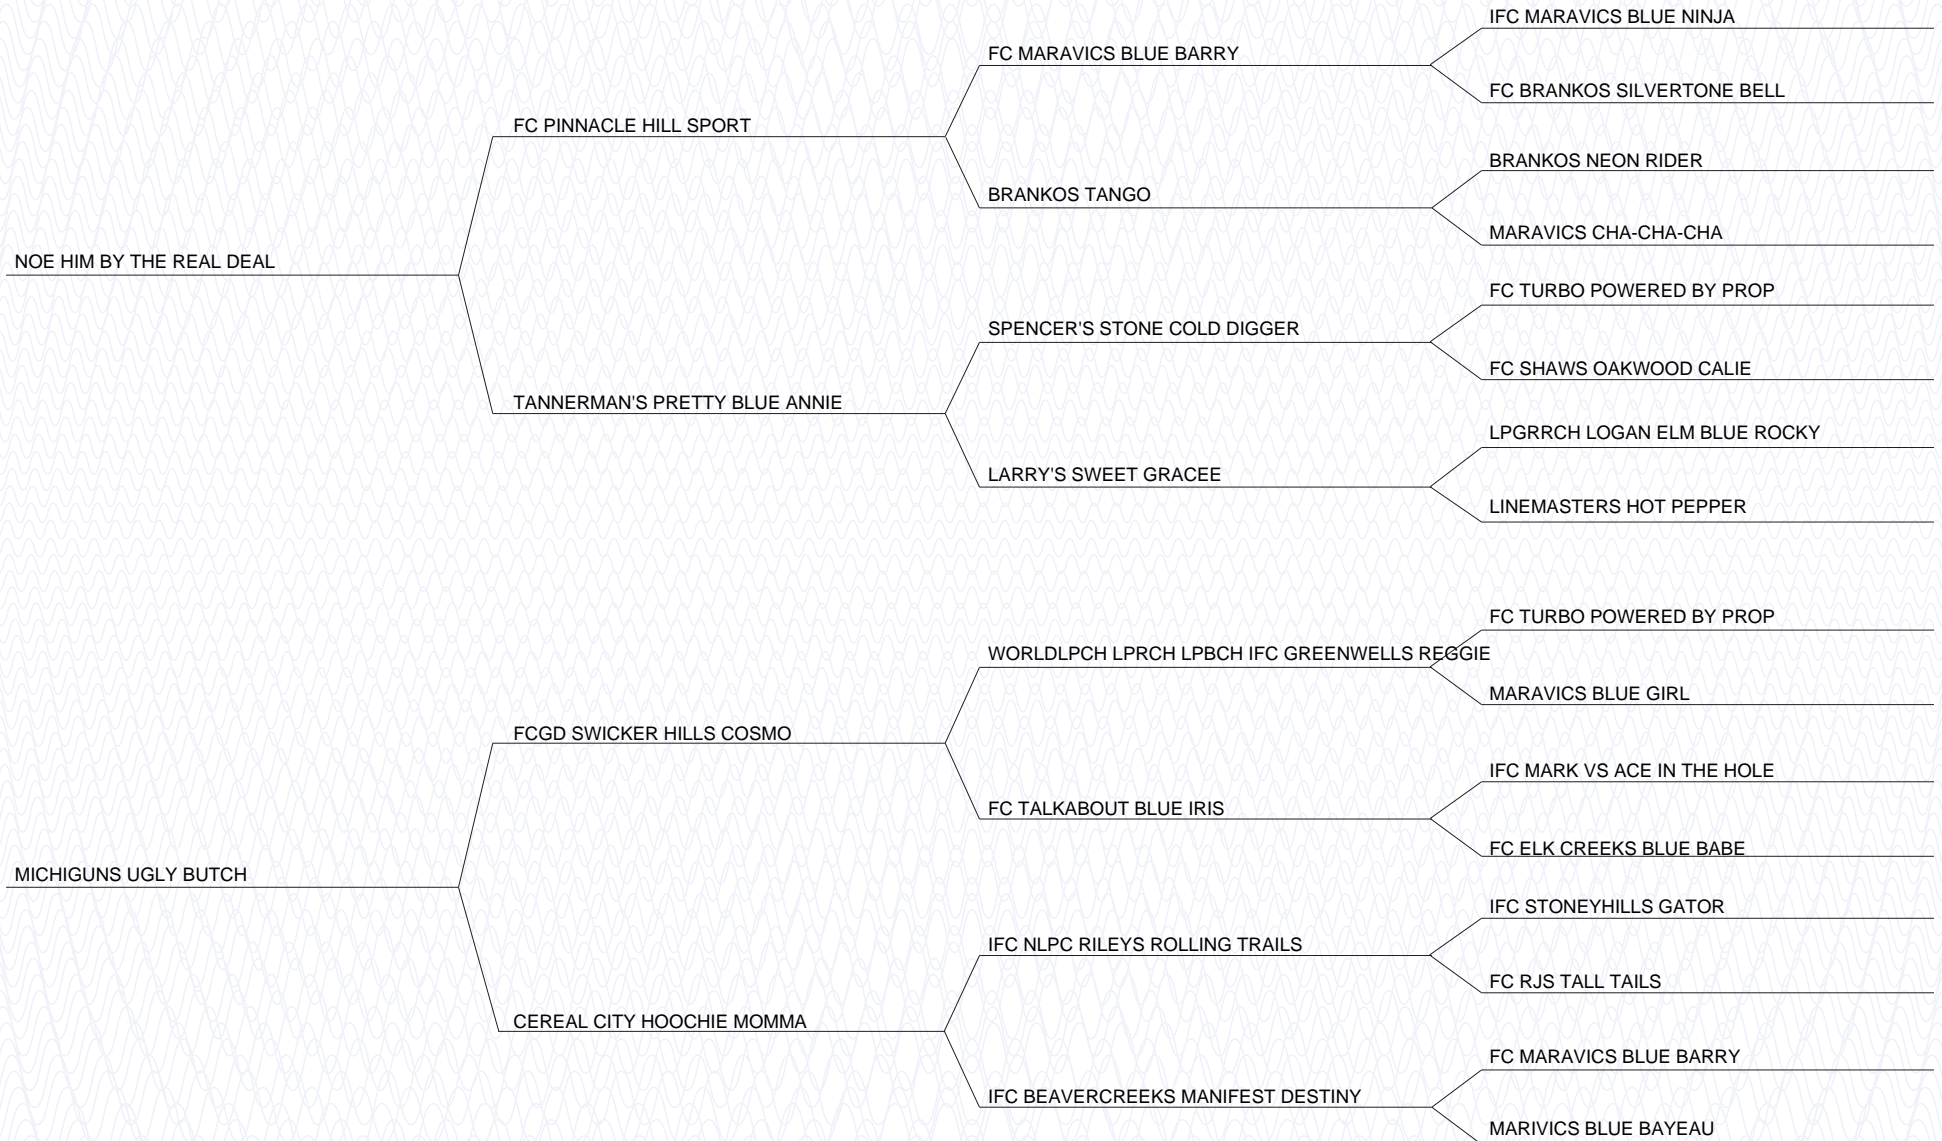 IFC MARAVICS BLUE NINJA
FC MARAVICS BLUE BARRY
FC BRANKOS SILVERTONE BELL
FC PINNACLE HILL SPORT
BRANKOS NEON RIDER
BRANKOS TANGO
MARAVICS CHA-CHA-CHA
NOE HIM BY THE REAL DEAL
FC TURBO POWERED BY PROP
SPENCER'S STONE COLD DIGGER
FC SHAWS OAKWOOD CALIE
TANNERMAN'S PRETTY BLUE ANNIE
LPGRRCH LOGAN ELM BLUE ROCKY
LARRY'S SWEET GRACEE
LINEMASTERS HOT PEPPER
FC TURBO POWERED BY PROP
WORLDLPCH LPRCH LPBCH IFC GREENWELLS REGGIE
MARAVICS BLUE GIRL
FCGD SWICKER HILLS COSMO
IFC MARK VS ACE IN THE HOLE
FC TALKABOUT BLUE IRIS
FC ELK CREEKS BLUE BABE
MICHIGUNS UGLY BUTCH
IFC STONEYHILLS GATOR
IFC NLPC RILEYS ROLLING TRAILS
FC RJS TALL TAILS
CEREAL CITY HOOCHIE MOMMA
FC MARAVICS BLUE BARRY
IFC BEAVERCREEKS MANIFEST DESTINY
MARIVICS BLUE BAYEAU